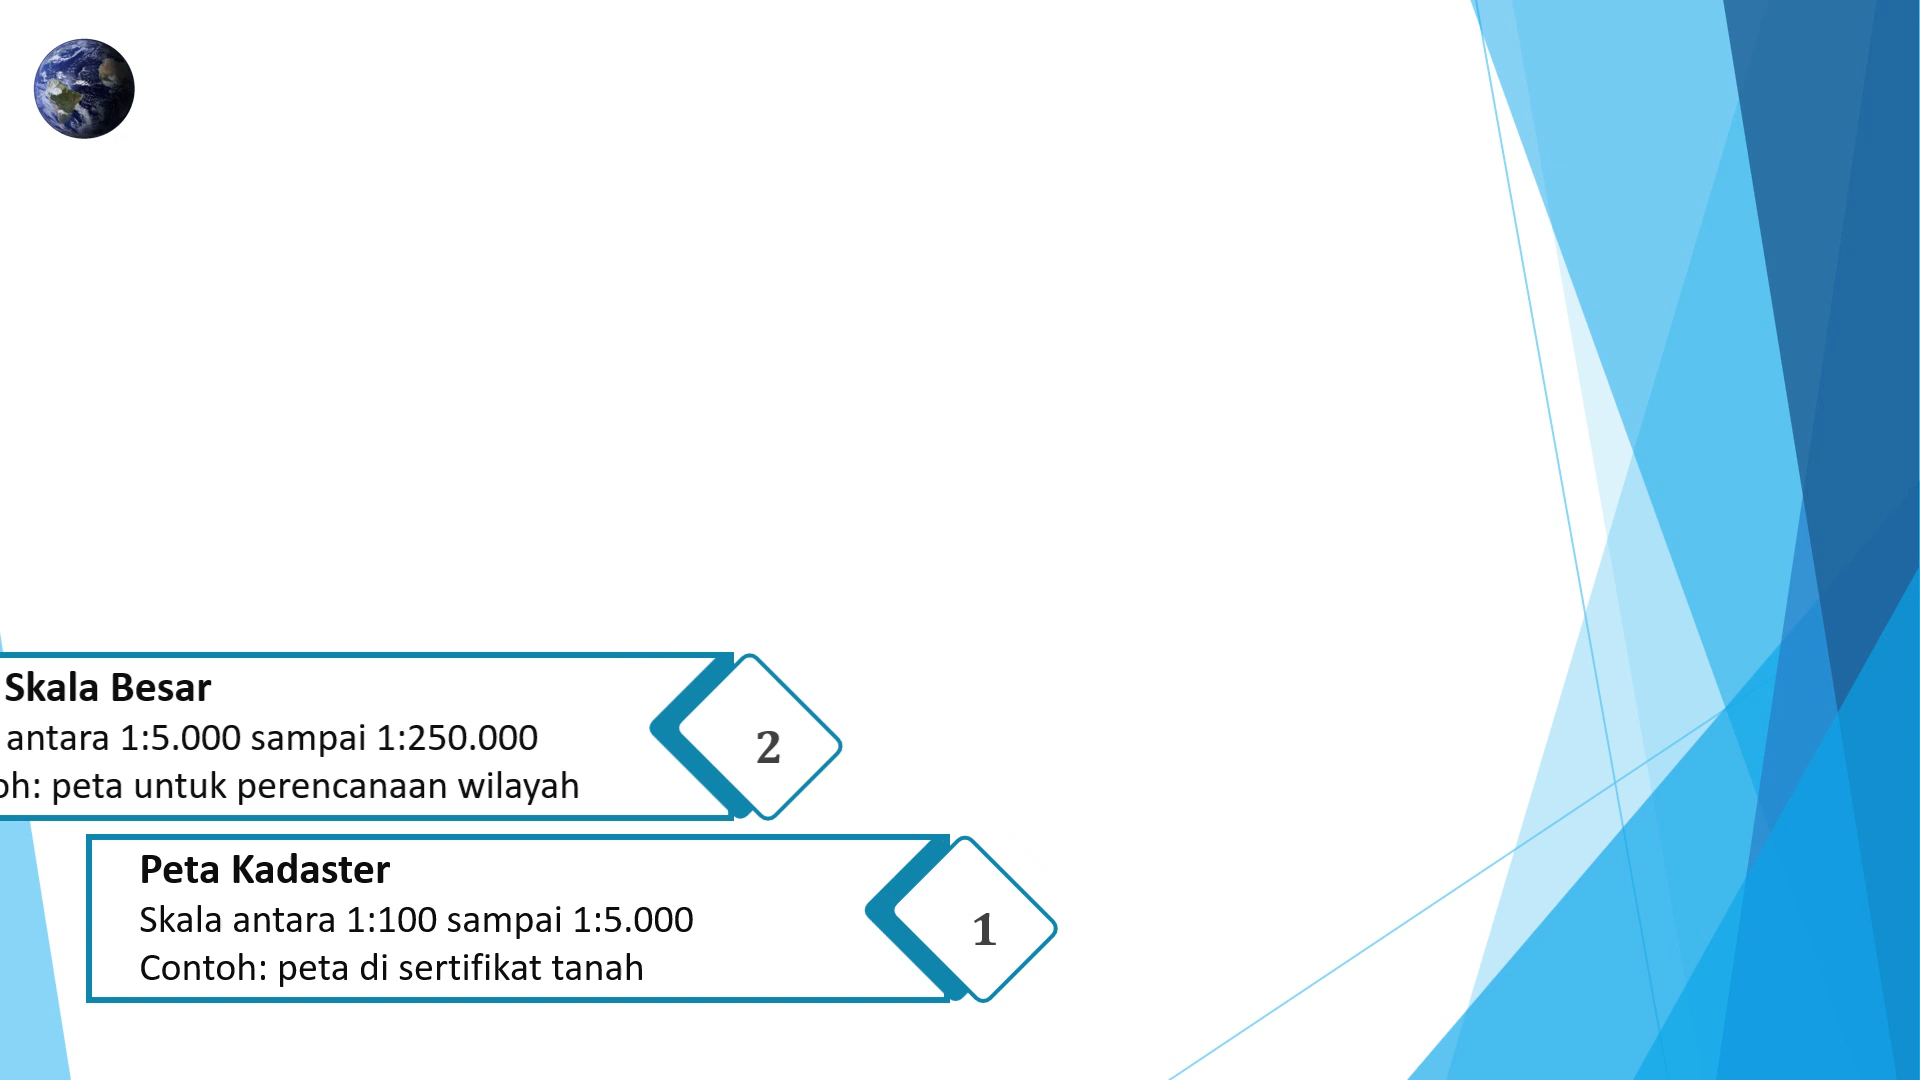 Skala Besar
antara 1:5.000 sampai 1:250.000
oh: peta untuk perencanaan wilayah
2
Peta Kadaster
Skala antara 1:100 sampai 1:5.000
Contoh: peta di sertifikat tanah
1